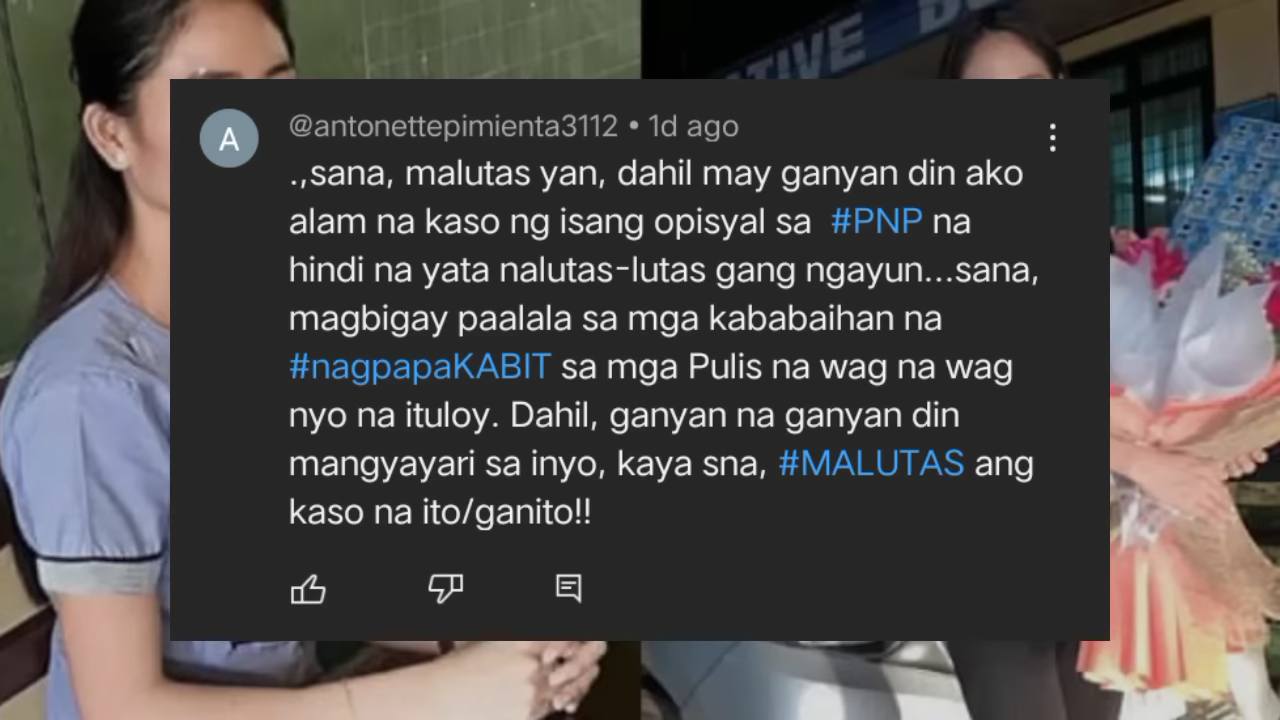 ATIVE
A
@antonettepimienta3112 • 1d ago
.,sana, malutas yan, dahil may ganyan din ako
alam na kaso ng isang opisyal sa #PNP na
hindi na yata nalutas-lutas gang ngayun...sana,
magbigay paalala sa mga kababaihan na
#nagpapaKABIT sa mga Pulis na wag na wag
nyo na ituloy. Dahil, ganyan na ganyan din
mangyayari sa inyo, kaya sna, #MALUTAS ang
kaso na ito/ganito!!